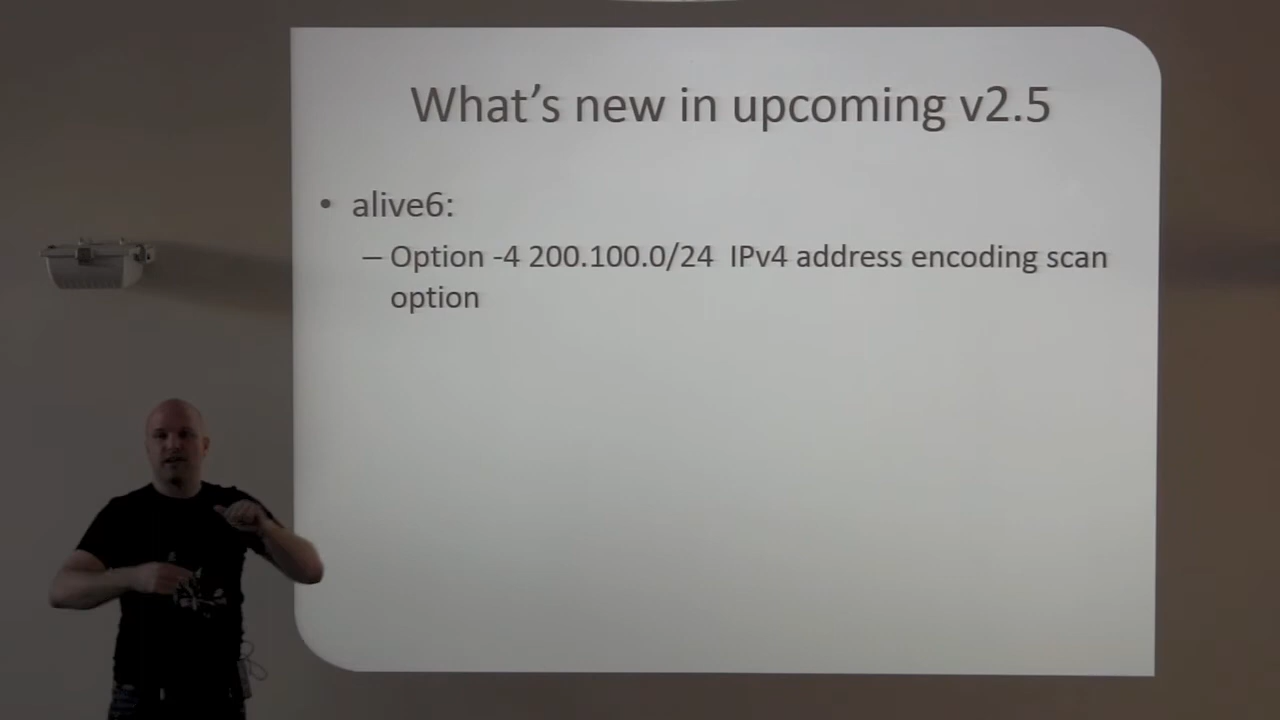 What's new in upcoming v2.5
• alive6:
– Option -4 200.100.0/24 IPv4 address encoding scan
option